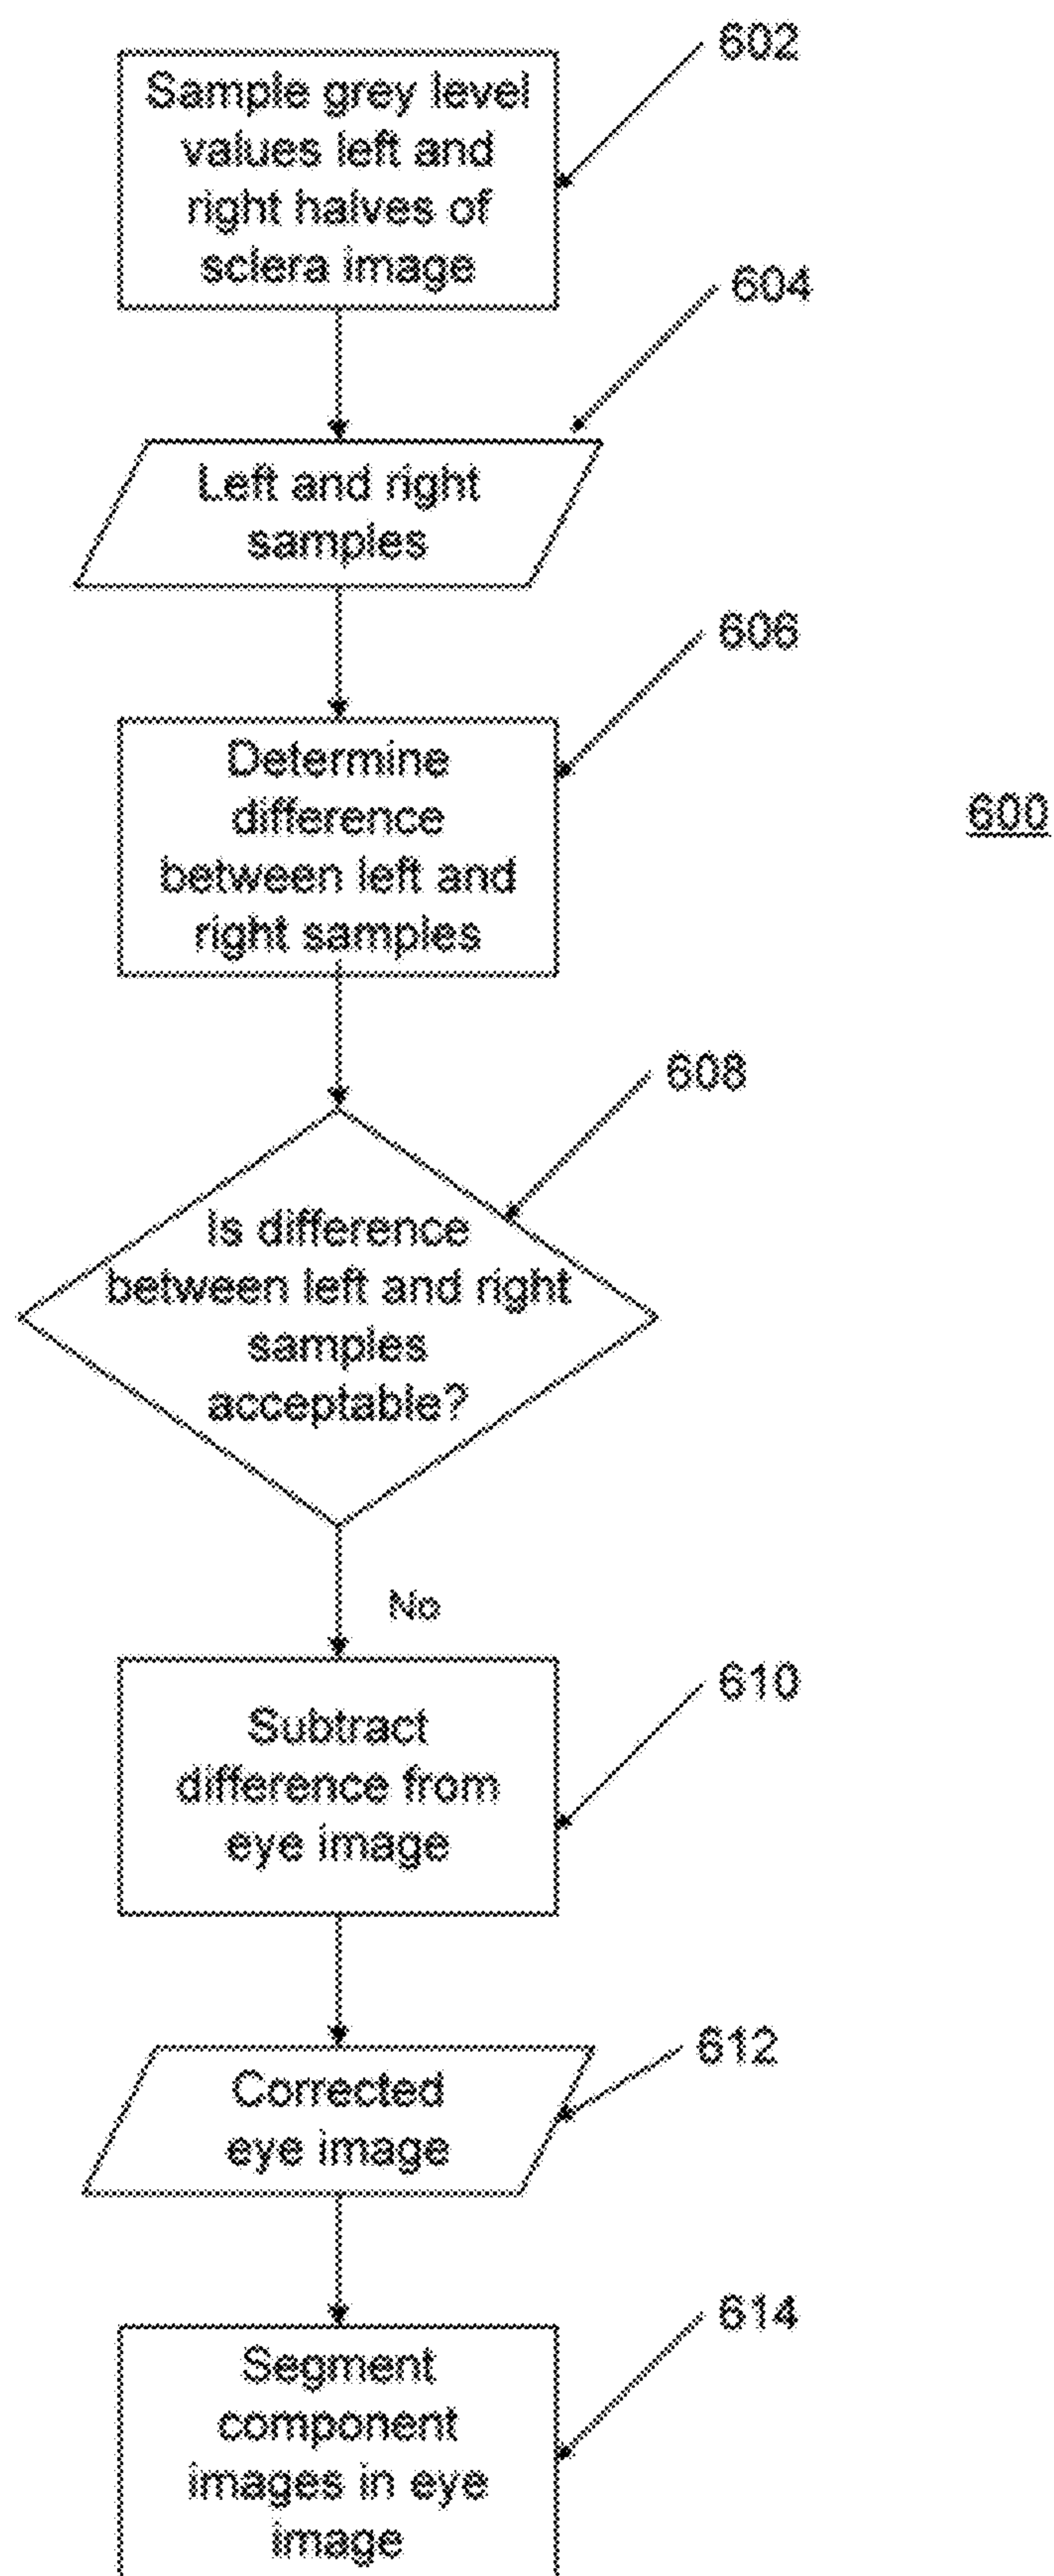 602
Sample grey level
values left and
right halves of
sclera image
604
Left and right
samples
606
Determine
difference
between left and
right samples
600
608
Is difference
between left and right
samples
acceptable?
No
610
Subtract
difference from
eye image
612
Corrected
eye image
614
Segment
component
images in eye
image